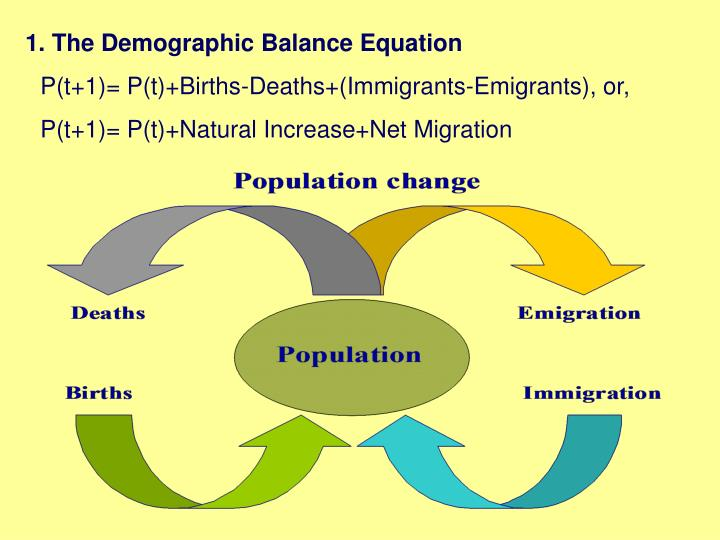 1. The Demographic Balance Equation
P(t+1)= P(t)+Births-Deaths+(Immigrants-Emigrants), or,
P(t+1)= P(t)+Natural Increase+Net Migration
Population change
Deaths
Emigration
Population
Births
Immigration